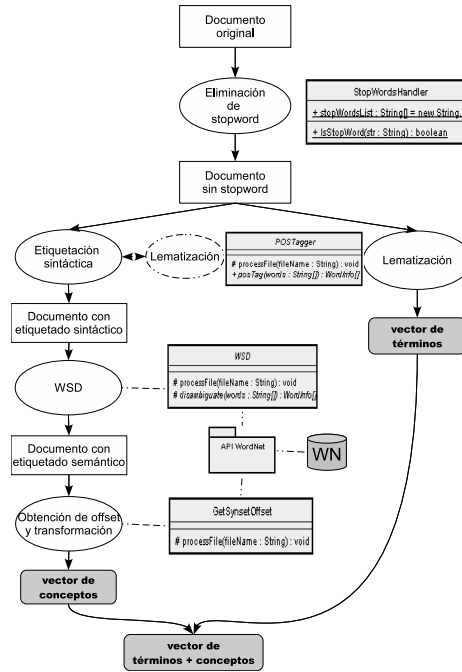 Documento
original
Eliminación
de
stopword
StopWordsHandler
+ stopWordsList : String[] = new String
+ IsStopWord(str : String) : boolean
Documento
sin stopword
Etiquetación
sintáctica
Lematización
POSTagger
# processFile(fileName : String) : void
+ posTag(words : String[]) : WordInfo[]
Lematización
Documento con
etiquetado sintáctico
vector de
términos
WSD
WSD
# processFile(fileName : String) : void
# disambiguate(words : String[]) : WordInfo[]
Documento con
etiquetado semántico
API WordNet
WN
Obtención de offset
y transformación
GetSynsetOffset
# processFile(fileName : String) : void
vector de
conceptos
vector de
términos + conceptos